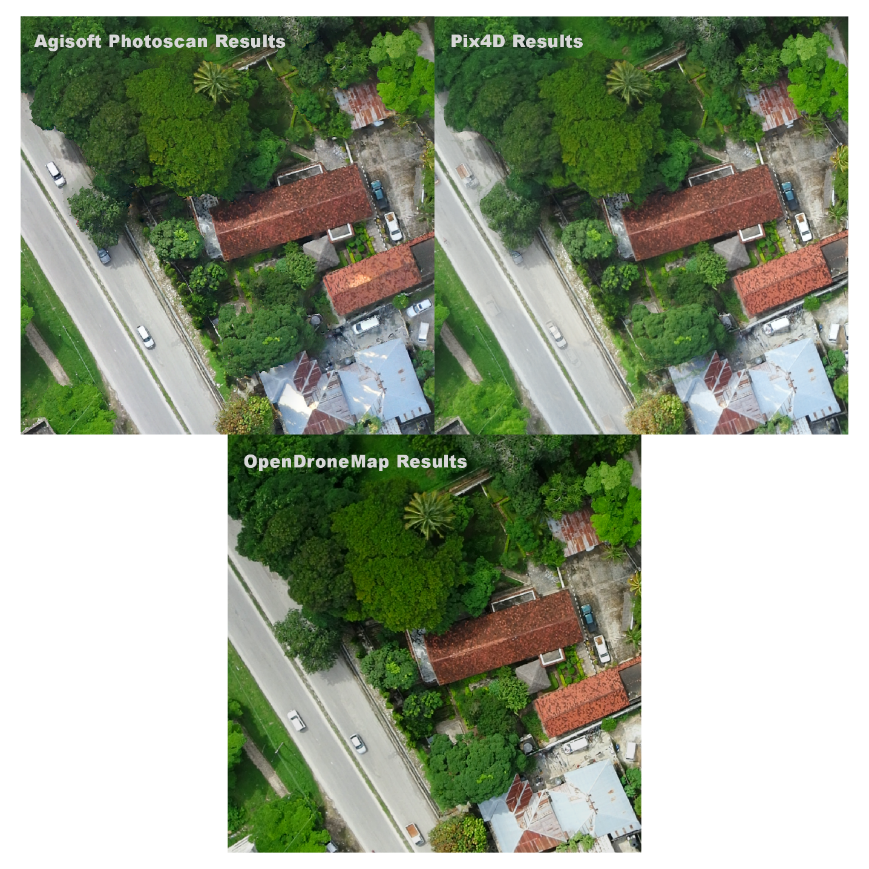 Agisoft Photoscan Results
Pix4D Results
OpenDroneMap Results